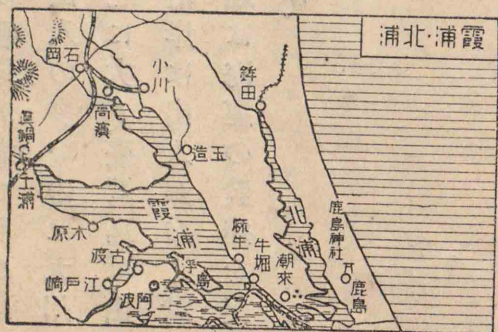 霞浦・北浦
石岡
小川
鉾田
高濱
眞鍋
土浦
玉造
霞浦
北浦
鹿島神社
鹿島
木原
麻生
牛堀
潮來
浮島
古渡
江戸崎
阿波